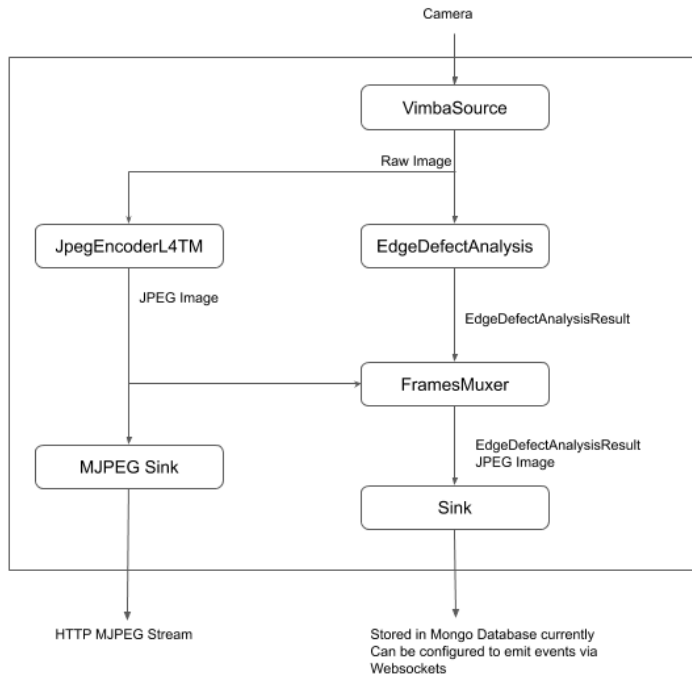 Camera
VimbaSource
Raw Image
JpegEncoderL4TM
EdgeDefectAnalysis
JPEG Image
EdgeDefectAnalysisResult
FramesMuxer
EdgeDefectAnalysisResult
JPEG Image
MJPEG Sink
Sink
HTTP MJPEG Stream
Stored in Mongo Database currently
Can be configured to emit events via
Websockets